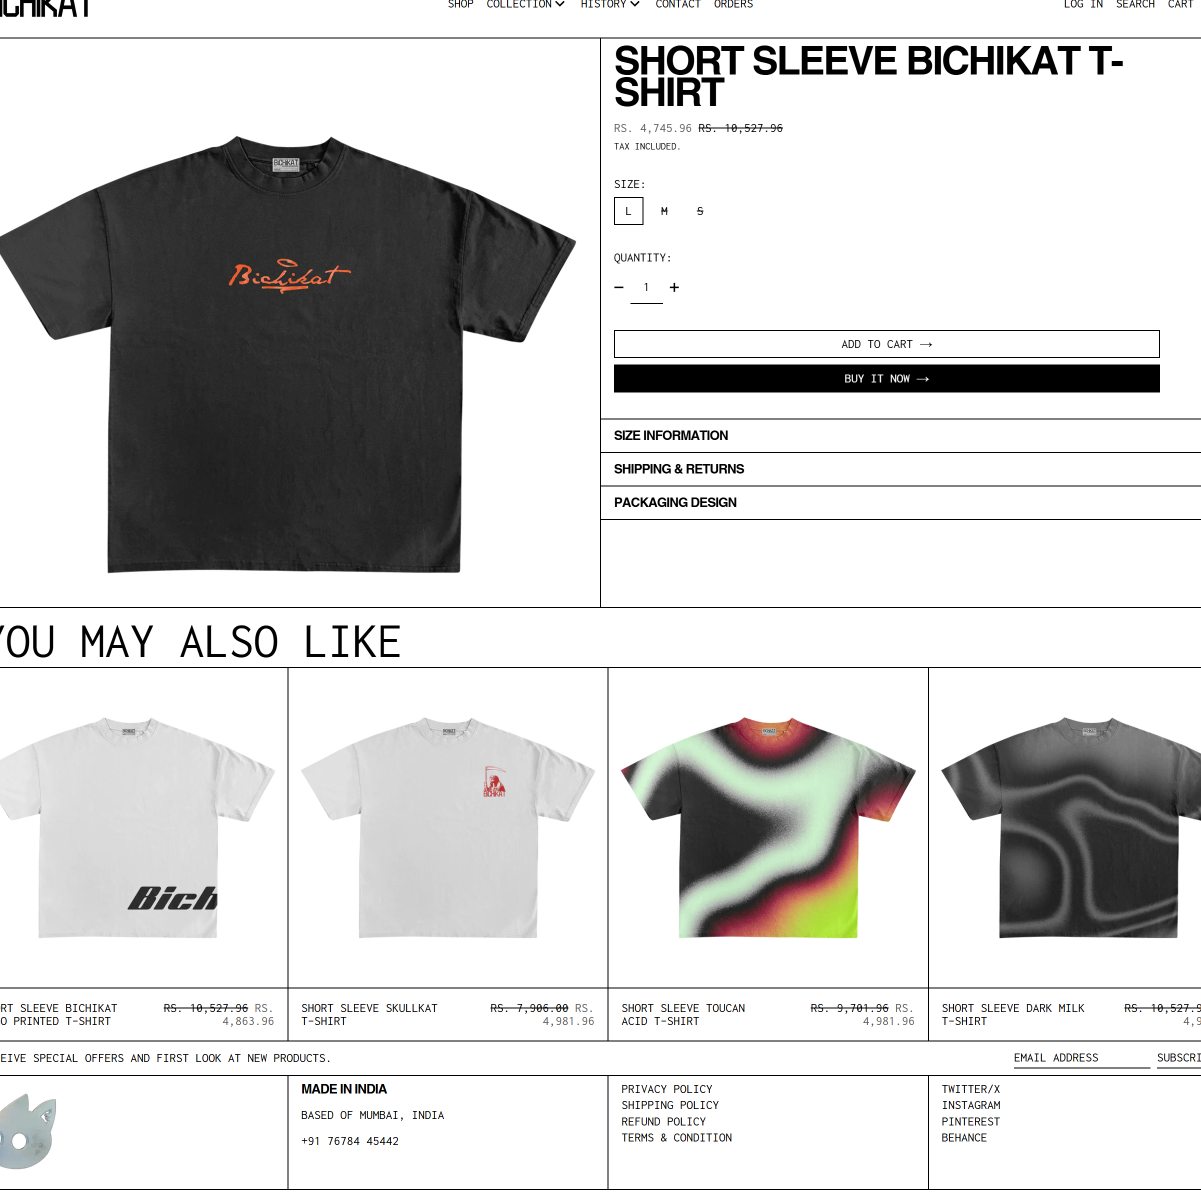 SHOP COLLECTION HISTORY CONTACT ORDERS
LOG IN SEARCH CART
SHORT SLEEVE BICHIKAT T-
SHIRT
RS. 4,745.96 RS. 10,527.96
TAX INCLUDED.
SIZE:
L M S
QUANTITY:
− 1 +
ADD TO CART →
BUY IT NOW →
SIZE INFORMATION
SHIPPING & RETURNS
PACKAGING DESIGN
BICHIKAT
Bichikat
YOU MAY ALSO LIKE
Bich
BICHIKAT
RT SLEEVE BICHIKAT
O PRINTED T-SHIRT
RS. 10,527.96 RS.
4,863.96
SHORT SLEEVE SKULLKAT
T-SHIRT
RS. 7,906.00 RS.
4,981.96
SHORT SLEEVE TOUCAN
ACID T-SHIRT
RS. 9,701.96 RS.
4,981.96
SHORT SLEEVE DARK MILK
T-SHIRT
RS. 10,527.9
4,9
EIVE SPECIAL OFFERS AND FIRST LOOK AT NEW PRODUCTS.
EMAIL ADDRESS
SUBSCRI
MADE IN INDIA
BASED OF MUMBAI, INDIA
+91 76784 45442
PRIVACY POLICY
SHIPPING POLICY
REFUND POLICY
TERMS & CONDITION
TWITTER/X
INSTAGRAM
PINTEREST
BEHANCE